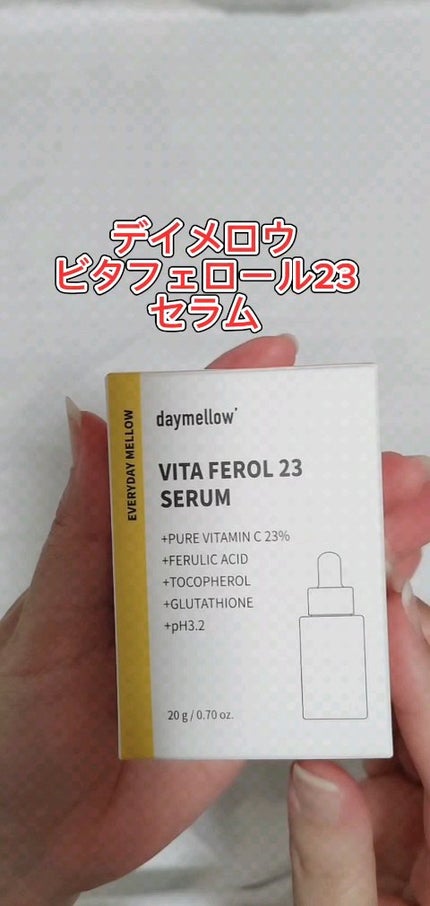 デイメロウ
ビタフェロール23
セラム
EVERYDAY MELLOW
daymellow'
VITA FEROL 23
SERUM
+PURE VITAMIN C 23%
+FERULIC ACID
+TOCOPHEROL
+GLUTATHIONE
+pH3.2
20 g / 0.70 oz.